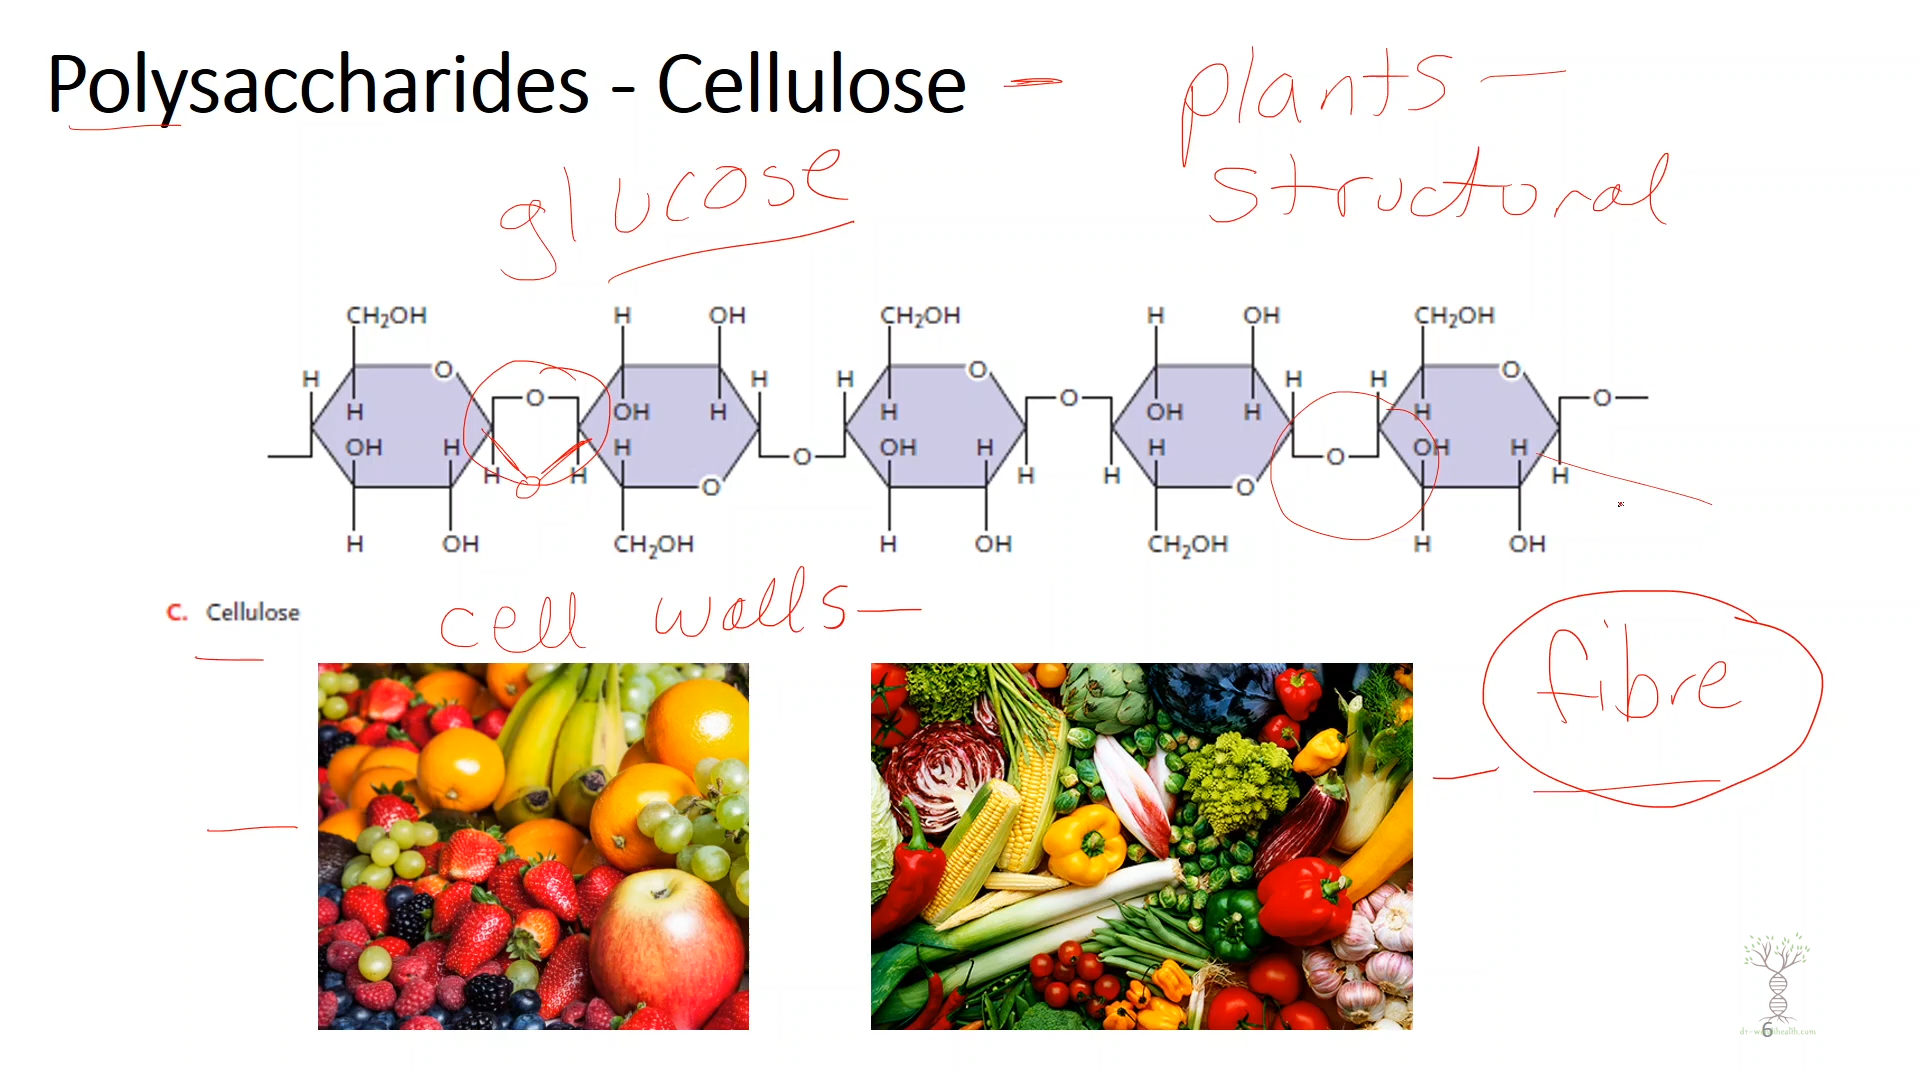 Polysaccharides - Cellulose - plants -
structural
glucose
CH₂OH H OH CH₂OH H OH CH₂OH
H O O H H H O O H H H O O
H OH H H OH H H
OH H H OH H H OH H
H H O H H O H
H OH CH₂OH H OH CH₂OH H OH
O O
C. Cellulose
cell walls -
fibre
6